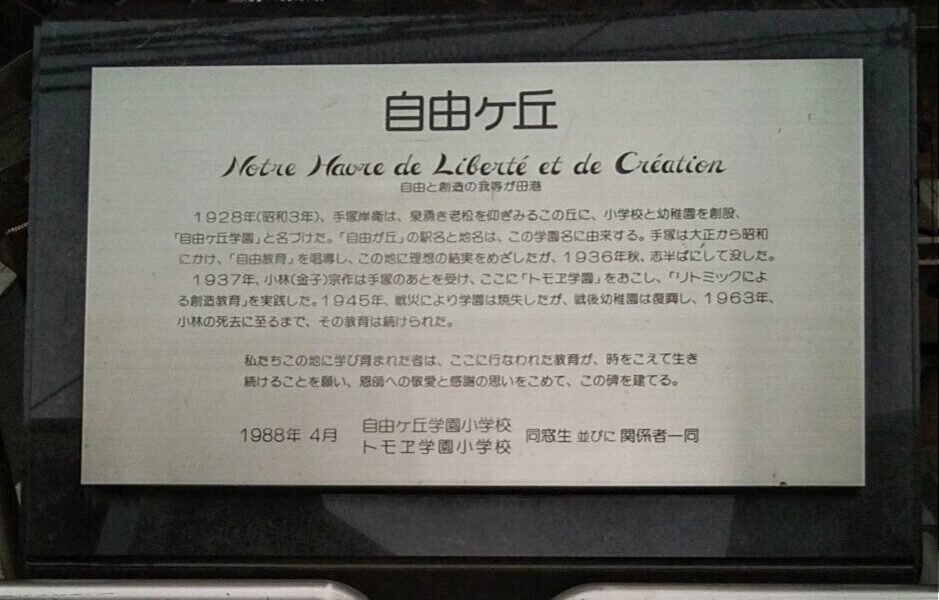 自由ケ丘
Notre Havre de Liberté et de Création
自由と創造の我等が母港
1928年(昭和3年)、手塚岸衛は、泉湧き老松を仰ぎみるこの丘に、小学校と幼稚園を創設、
「自由ケ丘学園」と名づけた。「自由が丘」の駅名と地名は、この学園名に由来する。手塚は大正から昭和
にかけ、「自由教育」を唱導し、この地に理想の結実をめざしたが、1936年秋、志半ばにして没した。
1937年、小林(金子)宗作は手塚のあとを受け、ここに「トモヱ学園」をおこし、「リトミックによ
る創造教育」を実践した。1945年、戦災により学園は焼失したが、戦後幼稚園は復興し、1963年、
小林の死去に至るまで、その教育は続けられた。
私たちこの地に学び育まれた者は、ここに行なわれた教育が、時をこえて生き
続けることを願い、恩師への敬愛と感謝の思いをこめて、この碑を建てる。
1988年 4月
自由ケ丘学園小学校
トモヱ学園小学校
同窓生 並びに 関係者一同